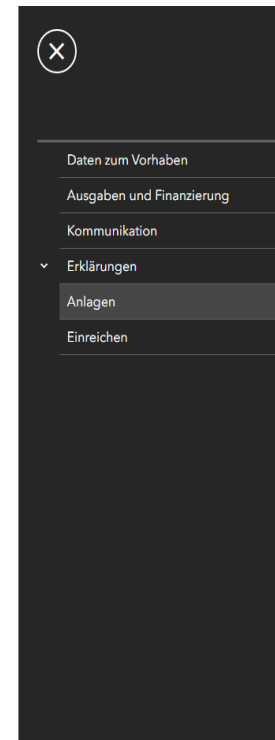 Daten zum Vorhaben
Ausgaben und Finanzierung
Kommunikation
Erklärungen
Anlagen
Einreichen